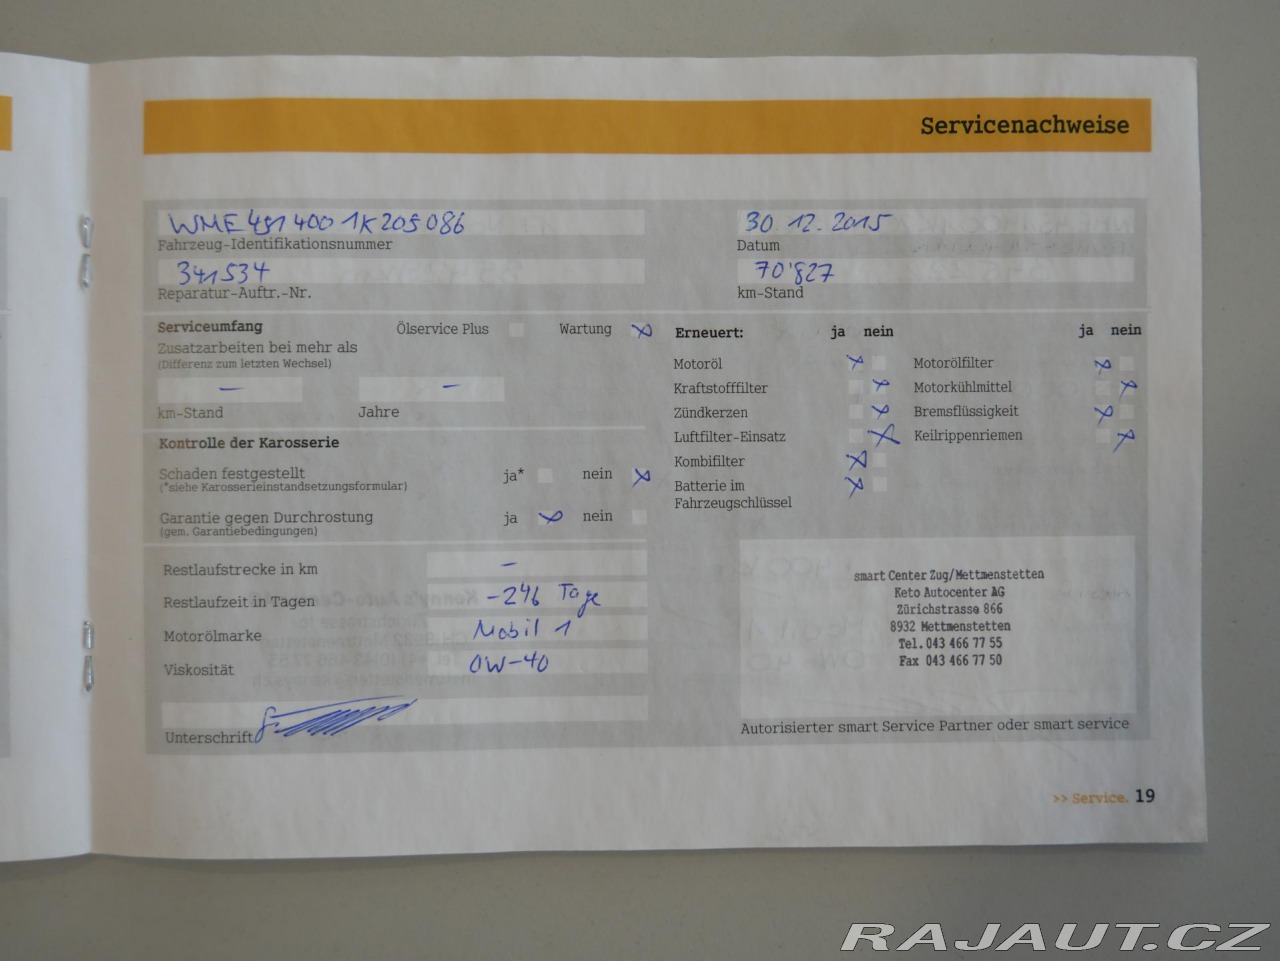 Servicenachweise
WME 451 400 1K205086
Fahrzeug-Identifikationsnummer
30 12. 2015
Datum
341534
Reparatur-Auftr.-Nr.
70'827
km-Stand
Serviceumfang Ölservice Plus Wartung x
Zusatzarbeiten bei mehr als
(Differenz zum letzten Wechsel)
- -
km-Stand Jahre
Kontrolle der Karosserie
Schaden festgestellt ja* nein x
(*siehe Karosserieinstandsetzungsformular)
Garantie gegen Durchrostung ja x nein
(gem. Garantiebedingungen)
Restlaufstrecke in km -
Restlaufzeit in Tagen -246 Tage
Motorölmarke Mobil 1
Viskosität 0W-40
Unterschrift
Erneuert: ja nein
Motoröl x
Kraftstofffilter x
Zündkerzen x
Luftfilter-Einsatz x
Kombifilter x
Batterie im x
Fahrzeugschlüssel
ja nein
Motorölfilter x
Motorkühlmittel x
Bremsflüssigkeit x
Keilrippenriemen x
smart Center Zug/Mettmenstetten
Keto Autocenter AG
Zürichstrasse 866
8932 Mettmenstetten
Tel. 043 466 77 55
Fax 043 466 77 50
Autorisierter smart Service Partner oder smart service
>> Service. 19
RAJAUT.CZ